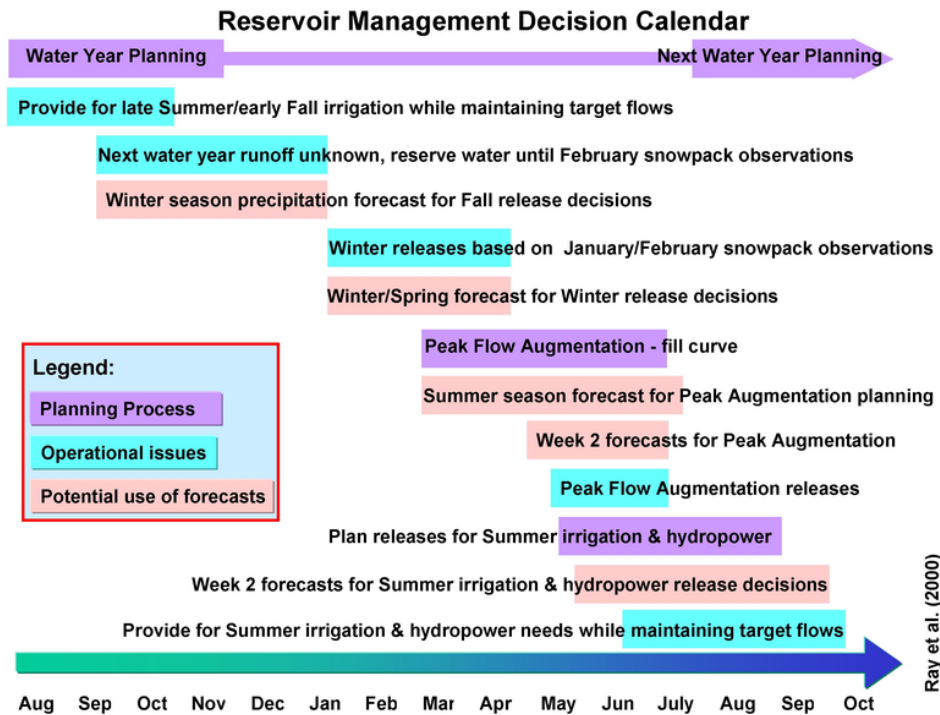 Reservoir Management Decision Calendar
Water Year Planning
Next Water Year Planning
Provide for late Summer/early Fall irrigation while maintaining target flows
Next water year runoff unknown, reserve water until February snowpack observations
Winter season precipitation forecast for Fall release decisions
Winter releases based on January/February snowpack observations
Winter/Spring forecast for Winter release decisions
Peak Flow Augmentation - fill curve
Summer season forecast for Peak Augmentation planning
Week 2 forecasts for Peak Augmentation
Peak Flow Augmentation releases
Plan releases for Summer irrigation & hydropower
Week 2 forecasts for Summer irrigation & hydropower release decisions
Provide for Summer irrigation & hydropower needs while maintaining target flows
Legend:
Planning Process
Operational issues
Potential use of forecasts
Aug Sep Oct Nov Dec Jan Feb March Apr May Jun July Aug Sep Oct
Ray et al. (2000)